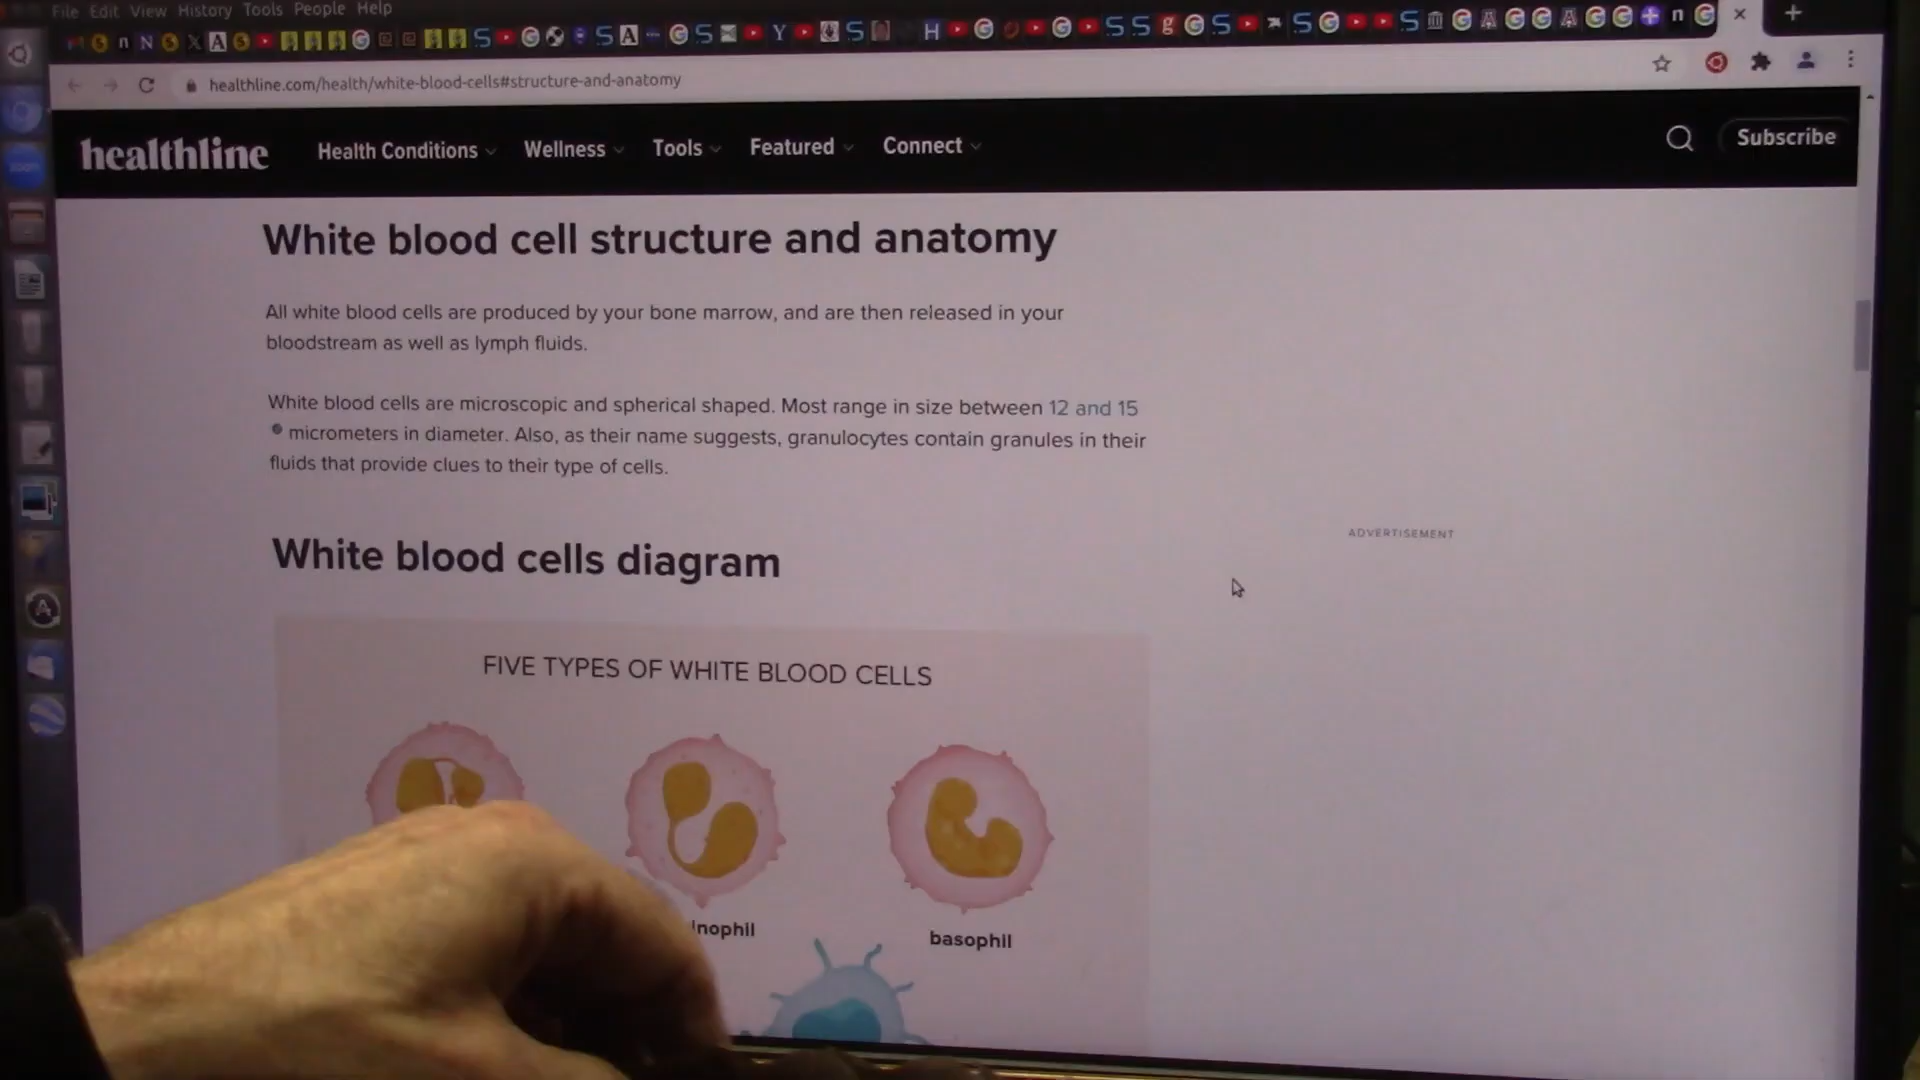 File Edit View History Tools People Help
healthline.com/health/white-blood-cells#structure-and-anatomy
healthline Health Conditions Wellness Tools Featured Connect Subscribe
White blood cell structure and anatomy
All white blood cells are produced by your bone marrow, and are then released in your
bloodstream as well as lymph fluids.
White blood cells are microscopic and spherical shaped. Most range in size between 12 and 15
micrometers in diameter. Also, as their name suggests, granulocytes contain granules in their
fluids that provide clues to their type of cells.
ADVERTISEMENT
White blood cells diagram
FIVE TYPES OF WHITE BLOOD CELLS
inophil
basophil